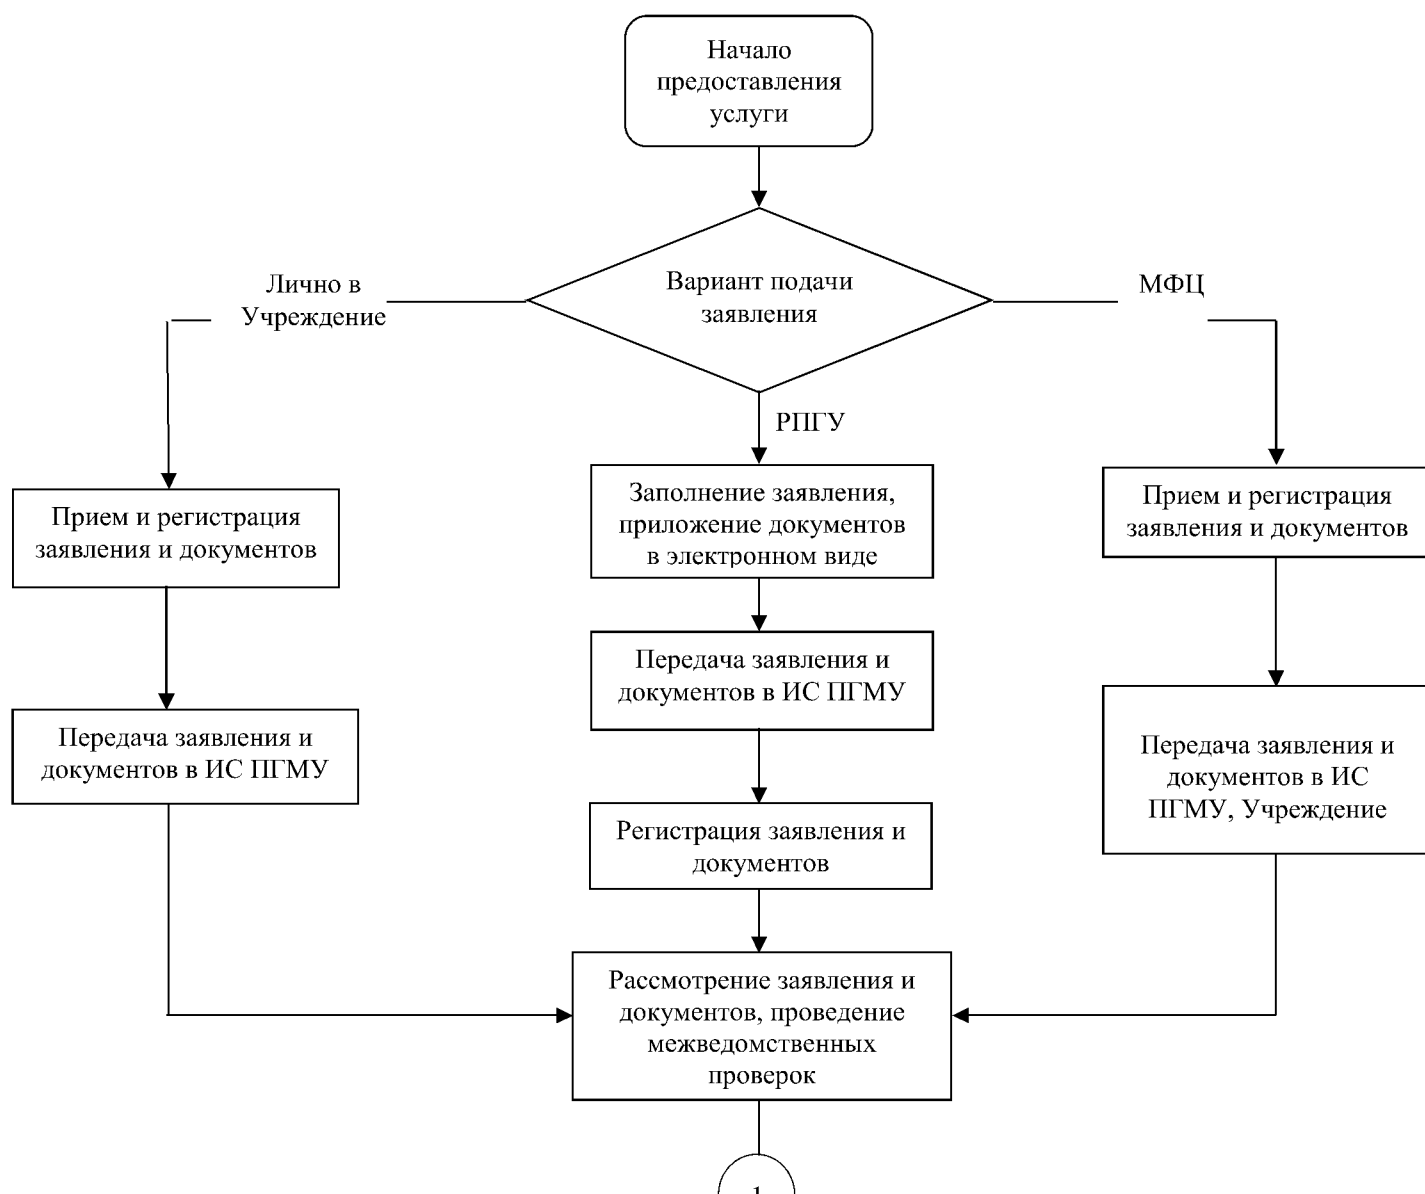 Начало
предоставления
услуги
Вариант подачи
заявления
Лично в
Учреждение
МФЦ
РПГУ
Прием и регистрация
заявления и документов
Заполнение заявления,
приложение документов
в электронном виде
Прием и регистрация
заявления и документов
Передача заявления и
документов в ИС ПГМУ
Передача заявления и
документов в ИС ПГМУ
Передача заявления и
документов в ИС
ПГМУ, Учреждение
Регистрация заявления и
документов
Рассмотрение заявления и
документов, проведение
межведомственных
проверок
1